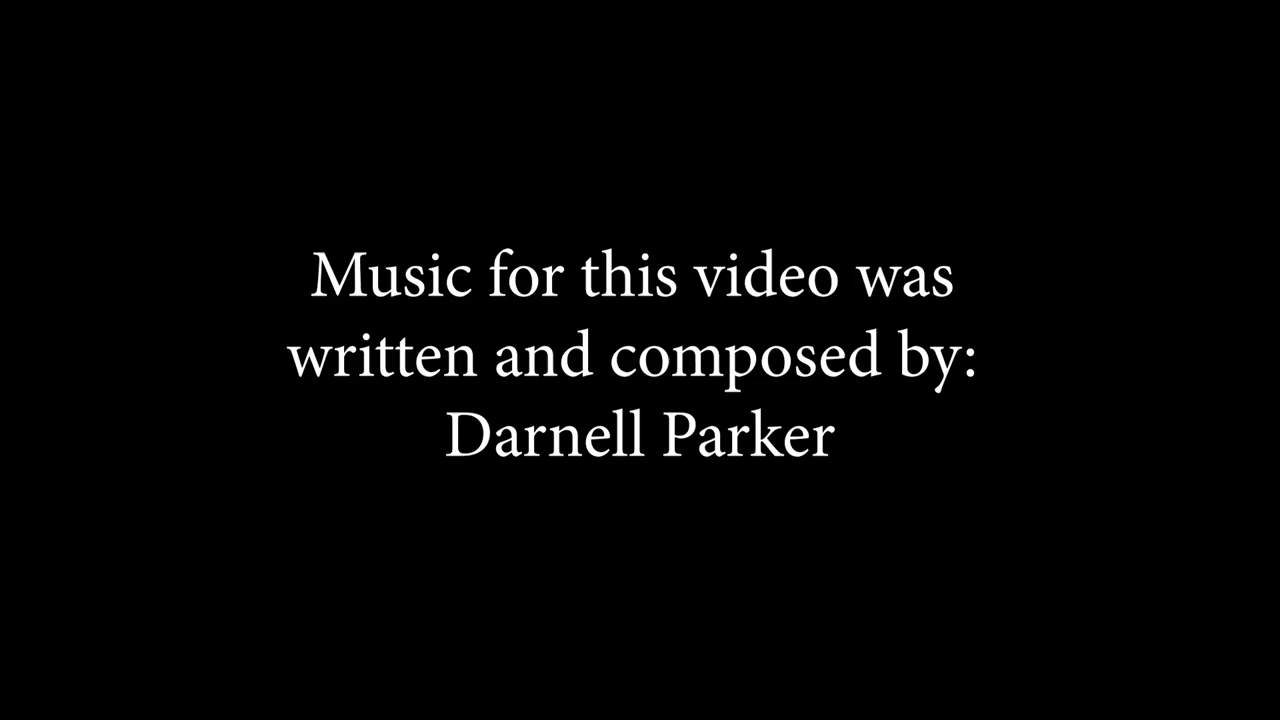 Music for this video was
written and composed by:
Darnell Parker